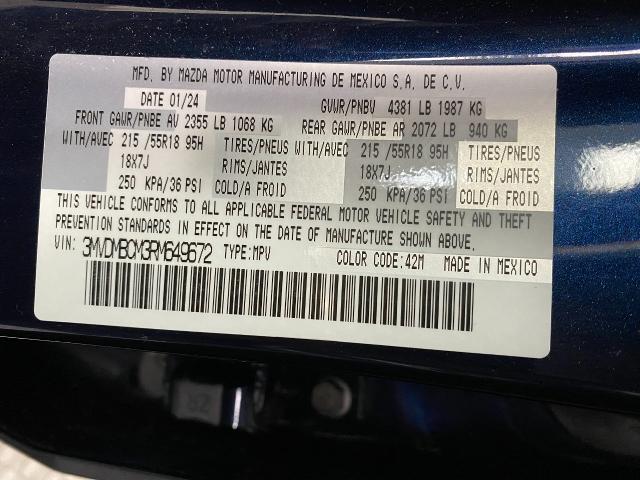 MFD. BY MAZDA MOTOR MANUFACTURING DE MEXICO S.A. DE C.V.
DATE 01/24 GVWR/PNBV 4381 LB 1987 KG
FRONT GAWR/PNBE AV 2355 LB 1068 KG REAR GAWR/PNBE AR 2072 LB 940 KG
WITH/AVEC 215 /55R18 95H TIRES/PNEUS WITH/AVEC 215 /55R18 95H TIRES/PNEUS
18X7J RIMS/JANTES 18X7J RIMS/JANTES
250 KPA/36 PSI COLD/A FROID 250 KPA/36 PSI COLD/A FROID
THIS VEHICLE CONFORMS TO ALL APPLICABLE FEDERAL MOTOR VEHICLE SAFETY AND THEFT
PREVENTION STANDARDS IN EFFECT ON THE DATE OF MANUFACTURE SHOWN ABOVE.
VIN: 3MVDMBCM3RM649672 TYPE:MPV COLOR CODE:42M MADE IN MEXICO